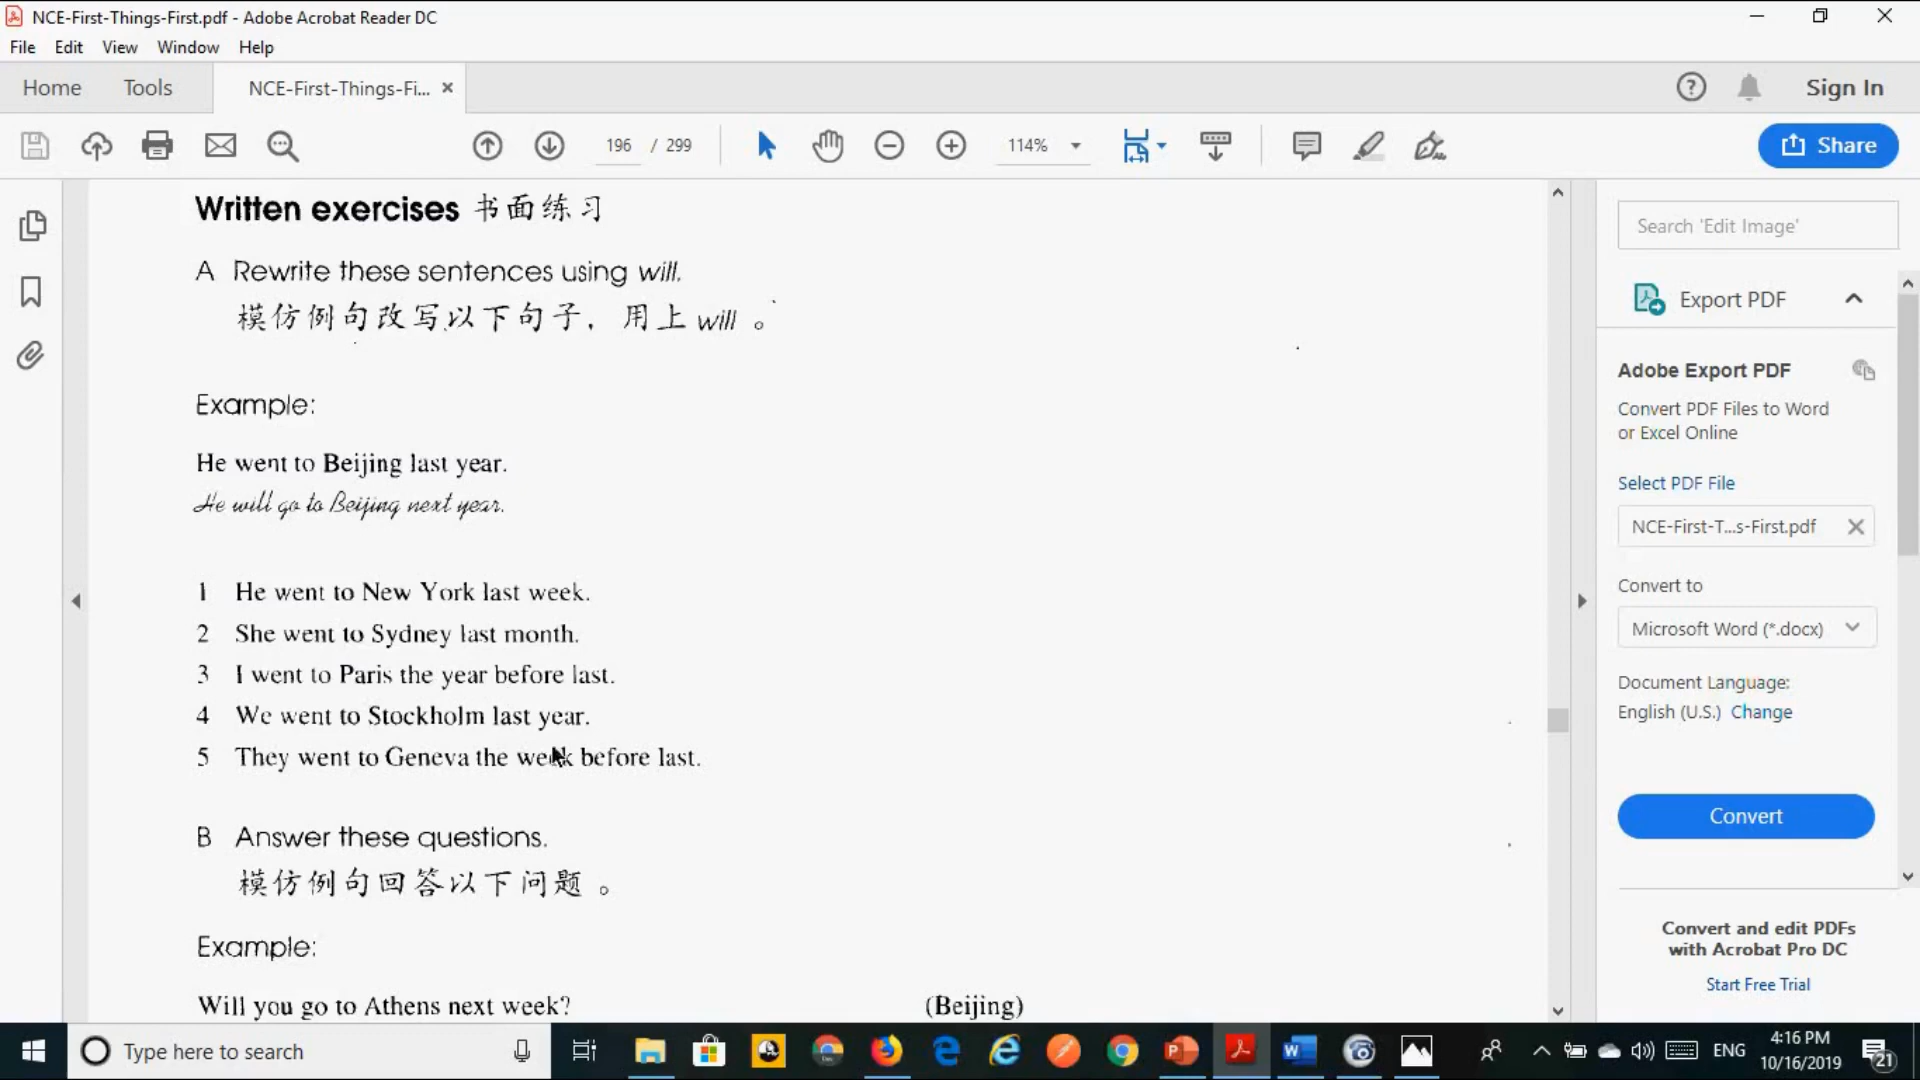 NCE-First-Things-First.pdf - Adobe Acrobat Reader DC
File Edit View Window Help
Home Tools NCE-First-Things-Fi... × Sign In
196 / 299 114% Share
Written exercises 书面练习
A Rewrite these sentences using will.
模仿例句改写以下句子，用上 will 。
Example:
He went to Beijing last year.
He will go to Beijing next year.
1 He went to New York last week.
2 She went to Sydney last month.
3 I went to Paris the year before last.
4 We went to Stockholm last year.
5 They went to Geneva the week before last.
B Answer these questions.
模仿例句回答以下问题 。
Example:
Will you go to Athens next week? (Beijing)
Search 'Edit Image'
Export PDF
Adobe Export PDF
Convert PDF Files to Word
or Excel Online
Select PDF File
NCE-First-T...s-First.pdf
Convert to
Microsoft Word (*.docx)
Document Language:
English (U.S.) Change
Convert
Convert and edit PDFs
with Acrobat Pro DC
Start Free Trial
Type here to search
ENG
4:16 PM
10/16/2019
21